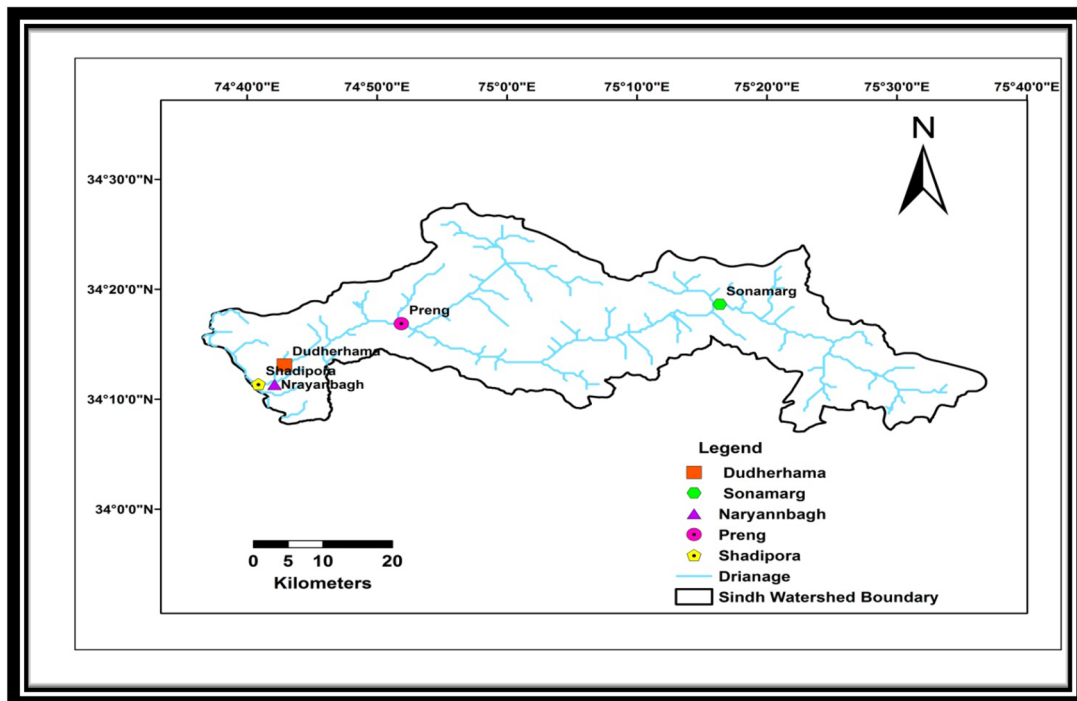 74°40'0"E 74°50'0"E 75°0'0"E 75°10'0"E 75°20'0"E 75°30'0"E 75°40'0"E
N
34°30'0"N
34°20'0"N
34°10'0"N
34°0'0"N
Sonamarg
Preng
Dudherhama
Shadipora
Nrayanbagh
Legend
Dudherhama
Sonamarg
Naryannbagh
Preng
Shadipora
Drianage
Sindh Watershed Boundary
0 5 10 20
Kilometers